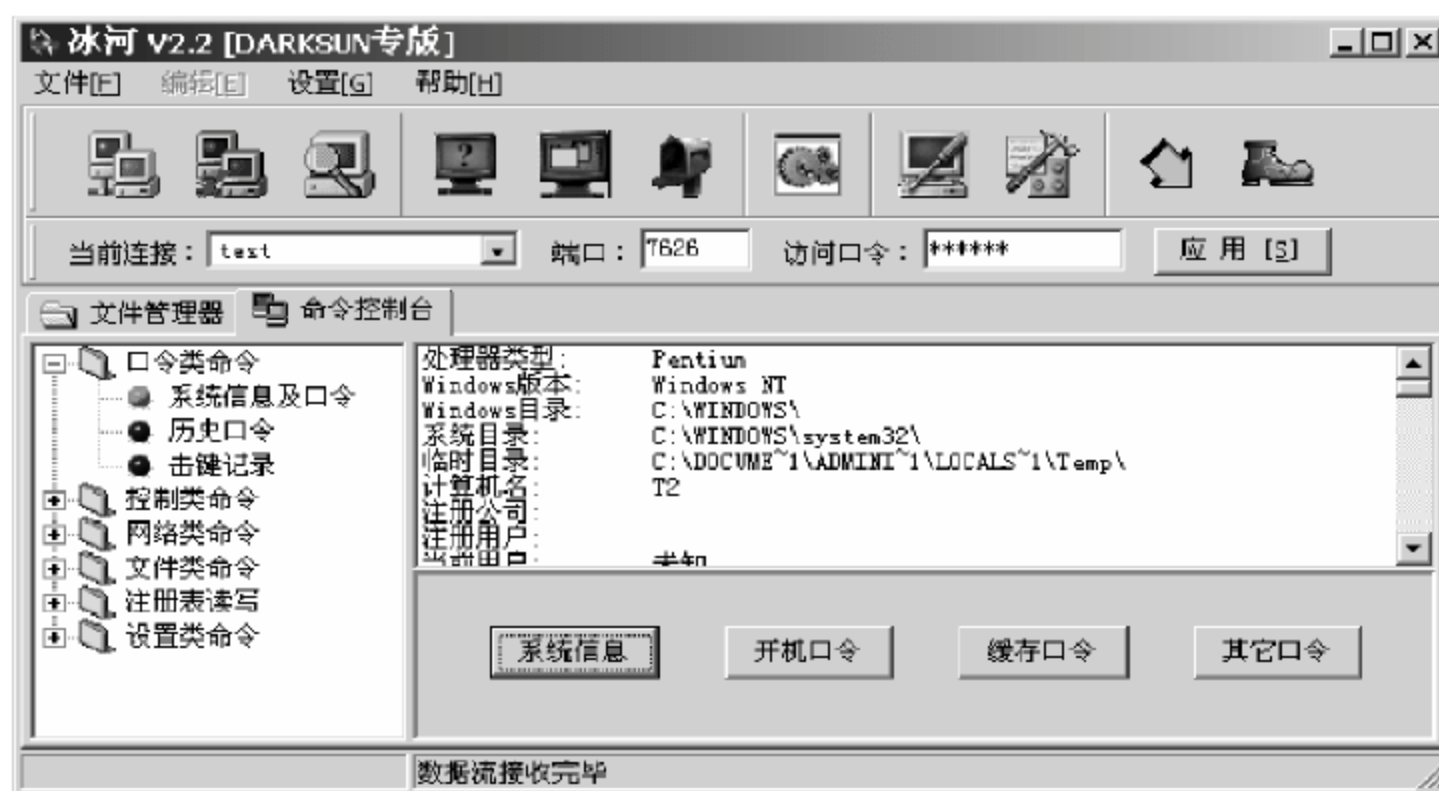 冰河 V2.2 [DARKSUN专版]
文件[F] 编辑[E] 设置[G] 帮助[H]
当前连接： test 端口： 7626 访问口令： ****** 应 用 [S]
文件管理器 命令控制台
口令类命令
系统信息及口令
历史口令
击键记录
控制类命令
网络类命令
文件类命令
注册表读写
设置类命令
处理器类型: Pentium
Windows版本: Windows NT
Windows目录: C:\WINDOWS\
系统目录: C:\WINDOWS\system32\
临时目录: C:\DOCUME~1\ADMINI~1\LOCALS~1\Temp\
计算机名: T2
注册公司:
注册用户:
当前用户: 未知
系统信息 开机口令 缓存口令 其它口令
数据流接收完毕